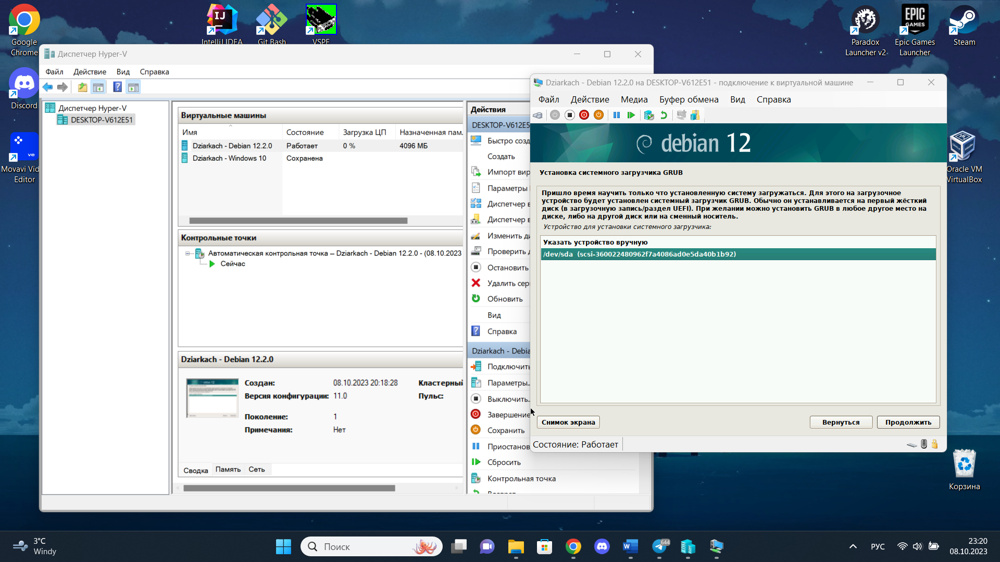 Google
Chrome
IntelliJ IDEA
Git Bash
VSPE
Paradox
Launcher v2
EPIC
GAMES
Epic Games
Launcher
Steam
Discord
ve
Movavi Vid
Editor
Oracle VM
VirtualBox
Корзина
Диспетчер Hyper-V
Файл Действие Вид Справка
Диспетчер Hyper-V
DESKTOP-V612E51
Виртуальные машины
Имя Состояние Загрузка ЦП Назначенная пам.
Dziarkach - Debian 12.2.0 Работает 0 % 4096 МБ
Dziarkach - Windows 10 Сохранена
Контрольные точки
Автоматическая контрольная точка – Dziarkach - Debian 12.2.0 - (08.10.2023
Сейчас
Dziarkach - Debian 12.2.0
debian 12
Создан: 08.10.2023 20:18:28 Кластерный
Версия конфигурации: 11.0 Пульс:
Поколение: 1
Примечания: Нет
Сводка Память Сеть
Действия
DESKTOP-V612E5
Быстро созд
Создать
Импорт вир
Параметры
Диспетчер в
Диспетчер в
Изменить ди
Проверить д
Остановить
Удалить сер
Обновить
Вид
Справка
Dziarkach - Debia
Подключить
Параметры..
Выключить..
Завершение
Сохранить
Приостанов
Сбросить
Контрольная точка
Dziarkach - Debian 12.2.0 на DESKTOP-V612E51 - подключение к виртуальной машине
Файл Действие Медиа Буфер обмена Вид Справка
debian 12
Установка системного загрузчика GRUB
Пришло время научить только что установленную систему загружаться. Для этого на загрузочное
устройство будет установлен системный загрузчик GRUB. Обычно он устанавливается на первый жёсткий
диск (в загрузочную запись/раздел UEFI). При желании можно установить GRUB в любое другое место на
диске, либо на другой диск или на сменный носитель.
Устройство для установки системного загрузчика:
Указать устройство вручную
/dev/sda (scsi-360022480962f7a4086ad0e5da40b1b92)
Снимок экрана Вернуться Продолжить
Состояние: Работает
3°C
Windy
Поиск
644
РУС
23:20
08.10.2023